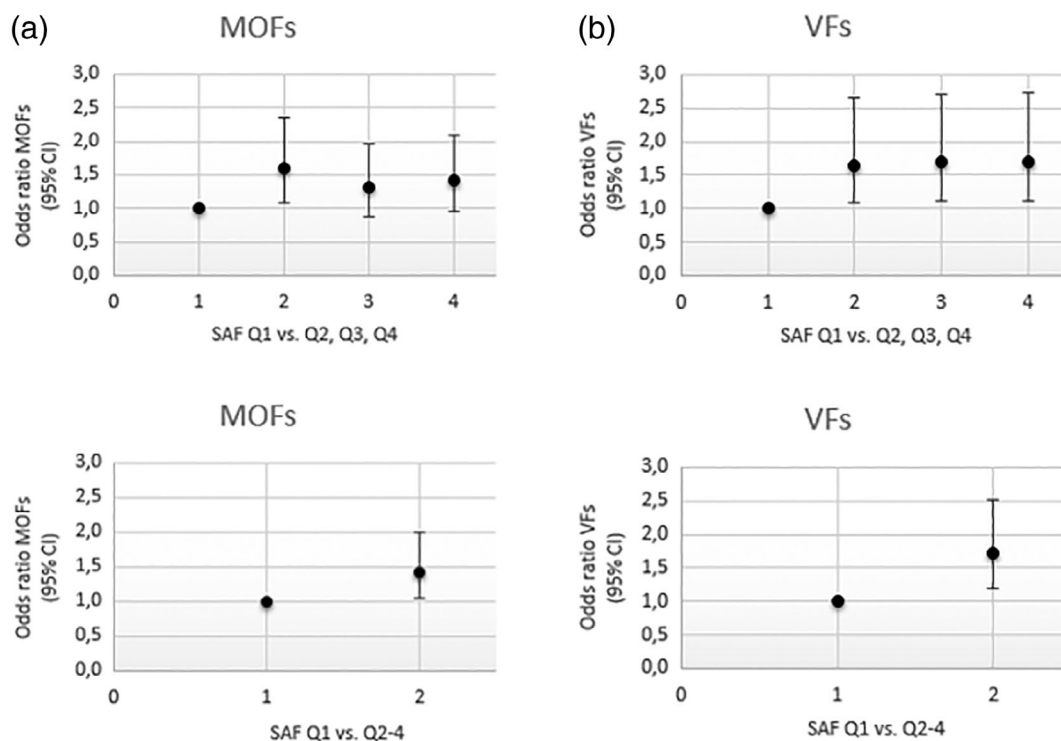 (a)
MOFs
3,0
2,5
2,0
1,5
1,0
0,5
0,0
Odds ratio MOFs
(95% CI)
0 1 2 3 4
SAF Q1 vs. Q2, Q3, Q4
(b)
VFs
3,0
2,5
2,0
1,5
1,0
0,5
0,0
Odds ratio VFs
(95% CI)
0 1 2 3 4
SAF Q1 vs. Q2, Q3, Q4
MOFs
3,0
2,5
2,0
1,5
1,0
0,5
0,0
Odds ratio MOFs
(95% CI)
0 1 2
SAF Q1 vs. Q2-4
VFs
3,0
2,5
2,0
1,5
1,0
0,5
0,0
Odds ratio VFs
(95% CI)
0 1 2
SAF Q1 vs. Q2-4